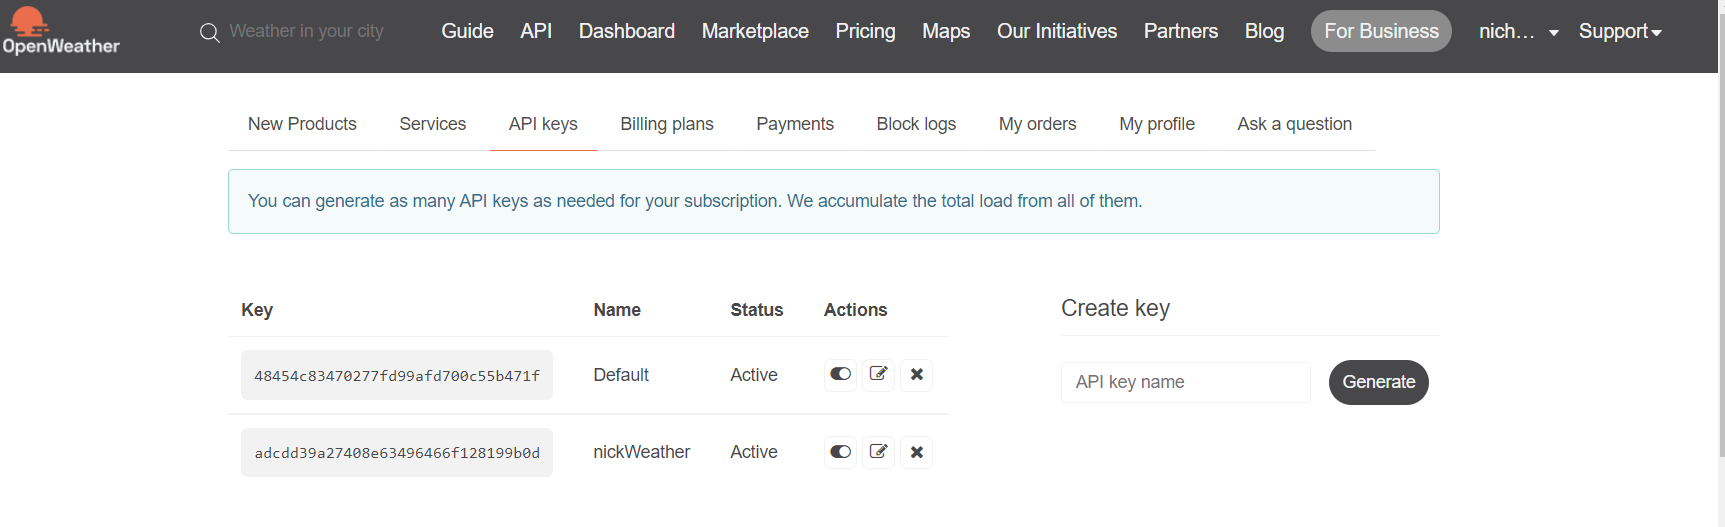 OpenWeather
Weather in your city
Guide API Dashboard Marketplace Pricing Maps Our Initiatives Partners Blog For Business nich... Support
New Products Services API keys Billing plans Payments Block logs My orders My profile Ask a question
You can generate as many API keys as needed for your subscription. We accumulate the total load from all of them.
Key Name Status Actions
48454c83470277fd99afd700c55b471f Default Active
adcdd39a27408e63496466f128199b0d nickWeather Active
Create key
API key name Generate